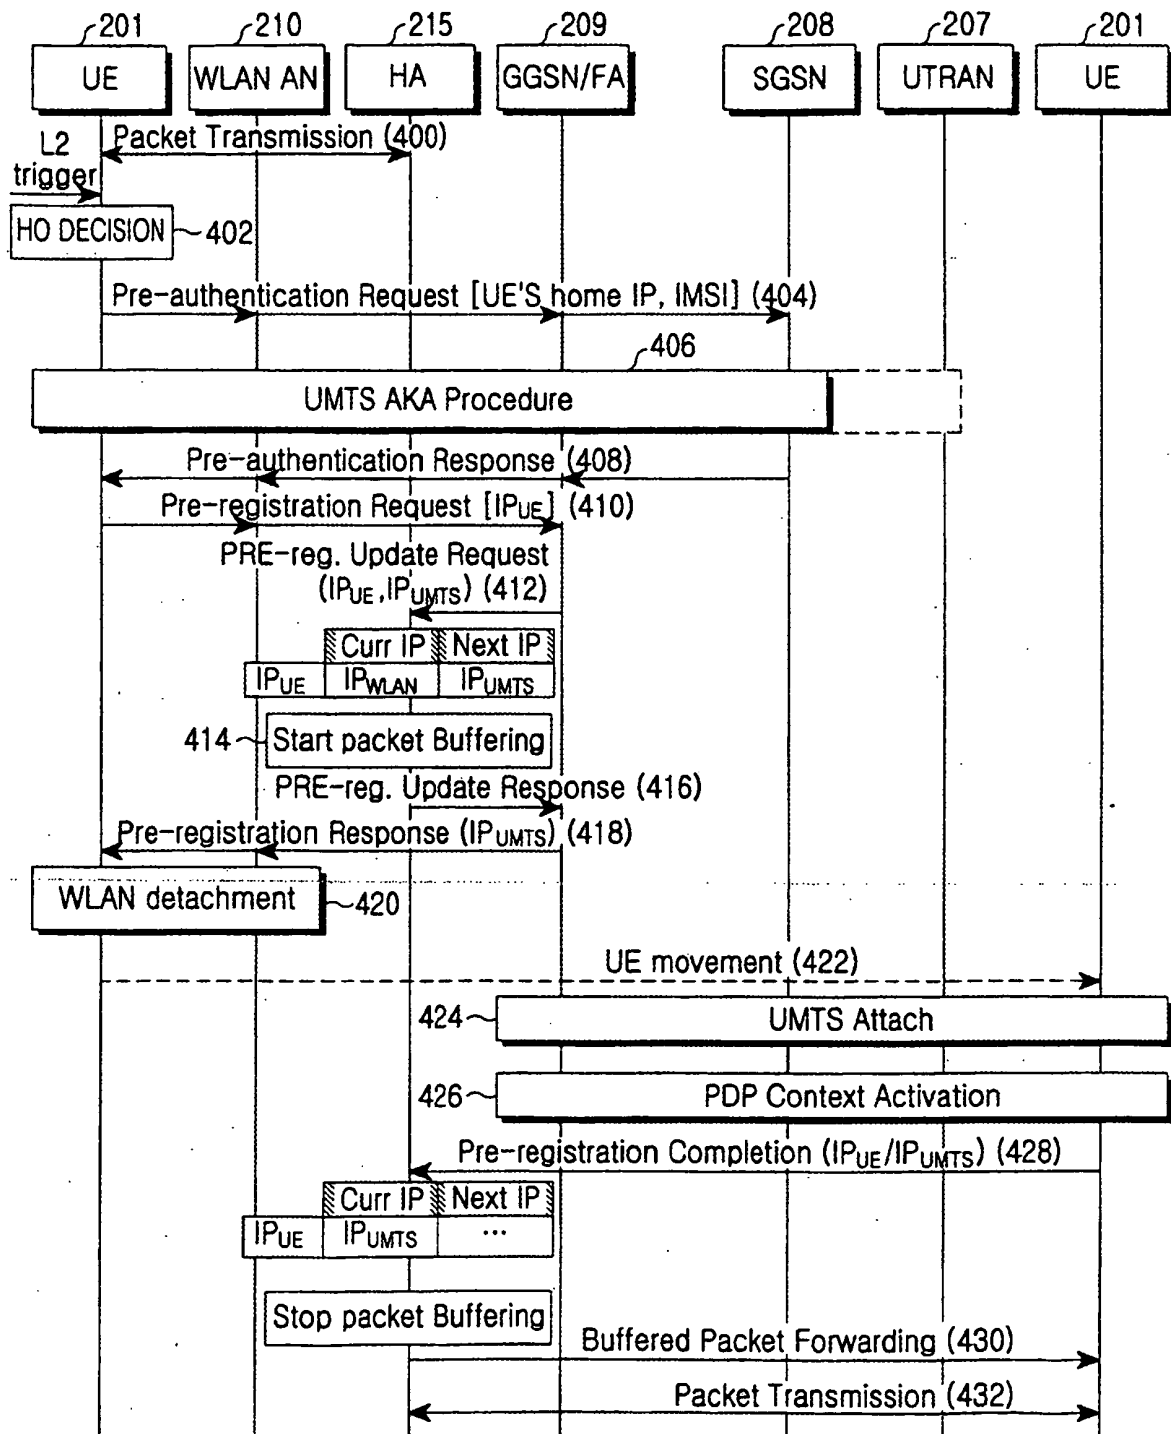 201 210 215 209 208 207 201
UE WLAN AN HA GGSN/FA SGSN UTRAN UE
Packet Transmission (400)
L2
trigger
HO DECISION 402
Pre-authentication Request [UE'S home IP, IMSI] (404)
406
UMTS AKA Procedure
Pre-authentication Response (408)
Pre-registration Request [IPUE] (410)
PRE-reg. Update Request
(IPUE,IPUMTS) (412)
Curr IP Next IP
IPUE IPWLAN IPUMTS
414 Start packet Buffering
PRE-reg. Update Response (416)
Pre-registration Response (IPUMTS) (418)
WLAN detachment 420
UE movement (422)
424 UMTS Attach
426 PDP Context Activation
Pre-registration Completion (IPUE/IPUMTS) (428)
Curr IP Next IP
IPUE IPUMTS ...
Stop packet Buffering
Buffered Packet Forwarding (430)
Packet Transmission (432)